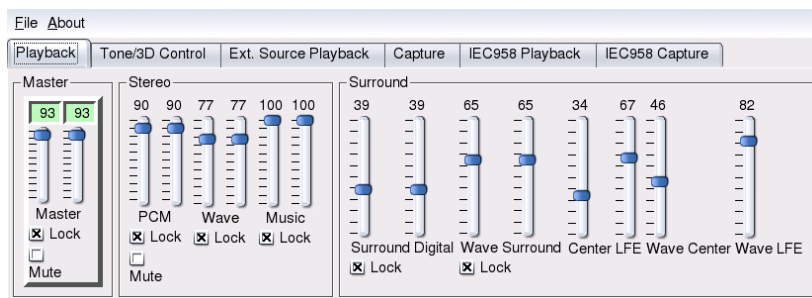 File About
Playback Tone/3D Control Ext. Source Playback Capture IEC958 Playback IEC958 Capture
Master Stereo Surround
93 93 90 90 77 77 100 100 39 39 65 65 34 67 46 82
Master PCM Wave Music Surround Digital Wave Surround Center LFE Wave Center Wave LFE
Lock Lock Lock Lock Lock Lock
Mute Mute